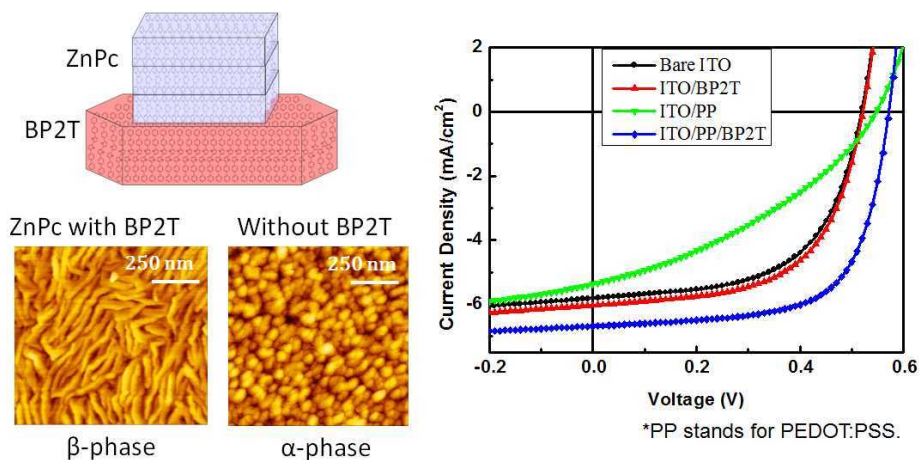 ZnPc
BP2T
ZnPc with BP2T
Without BP2T
250 nm
250 nm
β-phase
α-phase
Bare ITO
ITO/BP2T
ITO/PP
ITO/PP/BP2T
Current Density (mA/cm²)
2
0
-2
-4
-6
-0.2
0.0
0.2
0.4
0.6
Voltage (V)
*PP stands for PEDOT:PSS.